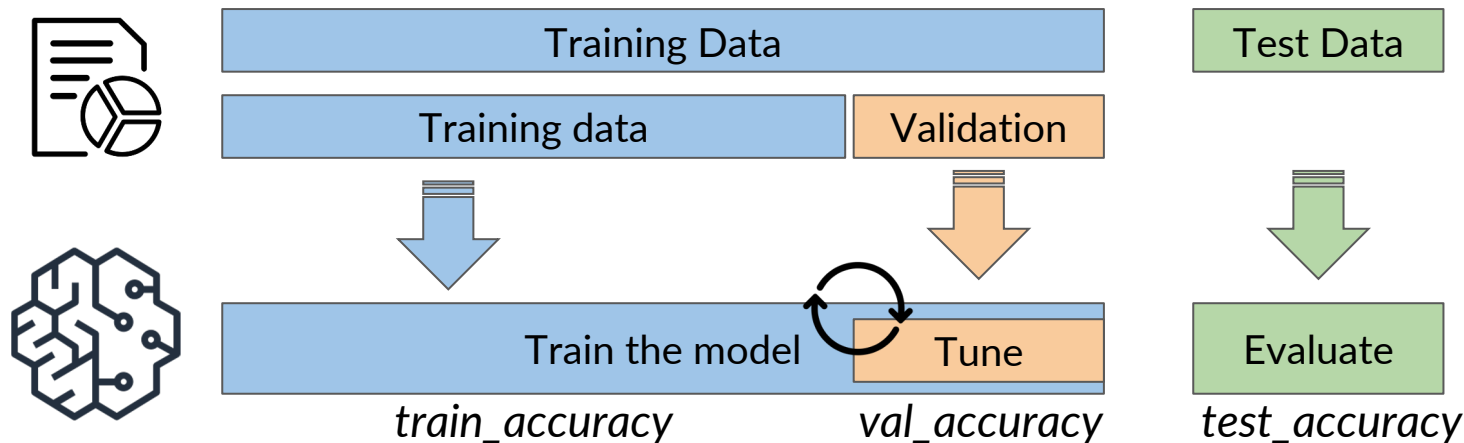 Training Data
Test Data
Training data
Validation
Train the model
Tune
Evaluate
train_accuracy
val_accuracy
test_accuracy